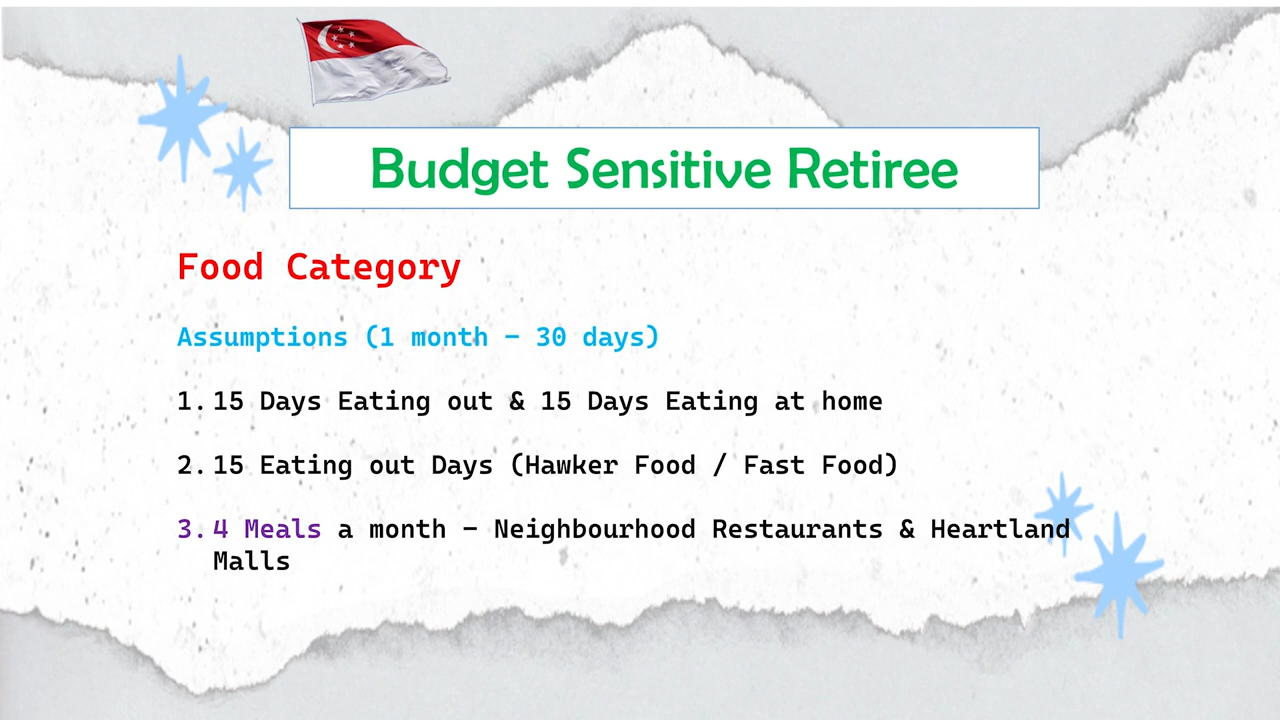 Budget Sensitive Retiree
Food Category
Assumptions (1 month – 30 days)
1. 15 Days Eating out & 15 Days Eating at home
2. 15 Eating out Days (Hawker Food / Fast Food)
3. 4 Meals a month – Neighbourhood Restaurants & Heartland
Malls